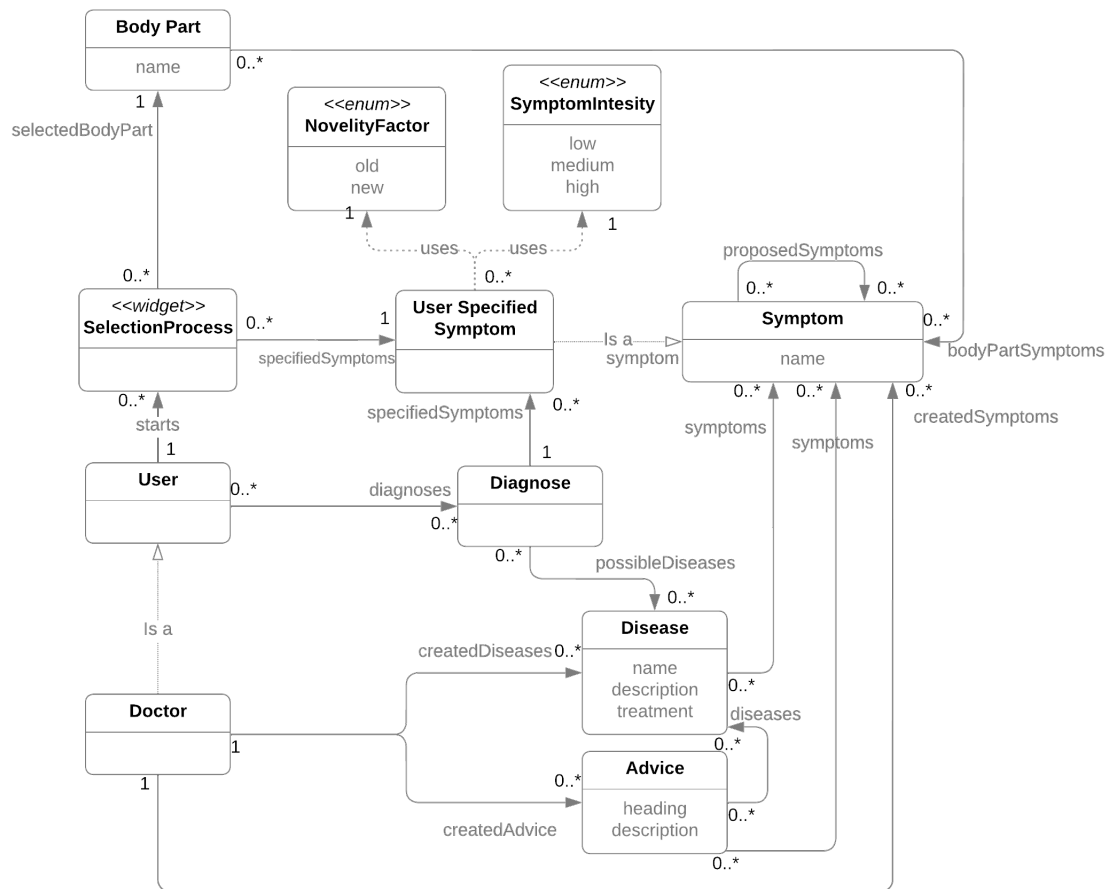 Body Part
name
0..*
1
selectedBodyPart
<<enum>>
NovelityFactor
old
new
1
<<enum>>
SymptomIntesity
low
medium
high
1
uses
uses
0..*
0..*
<<widget>>
SelectionProcess
0..*
1
specifiedSymptoms
User Specified
Symptom
Is a
symptom
proposedSymptoms
0..*
0..*
Symptom
name
0..*
bodyPartSymptoms
0..*
0..*
0..*
createdSymptoms
symptoms
symptoms
0..*
starts
1
specifiedSymptoms
0..*
1
User
0..*
diagnoses
0..*
Diagnose
0..*
possibleDiseases
0..*
Is a
Disease
name
description
treatment
createdDiseases
0..*
0..*
diseases
0..*
Doctor
1
1
Advice
heading
description
0..*
createdAdvice
0..*
0..*